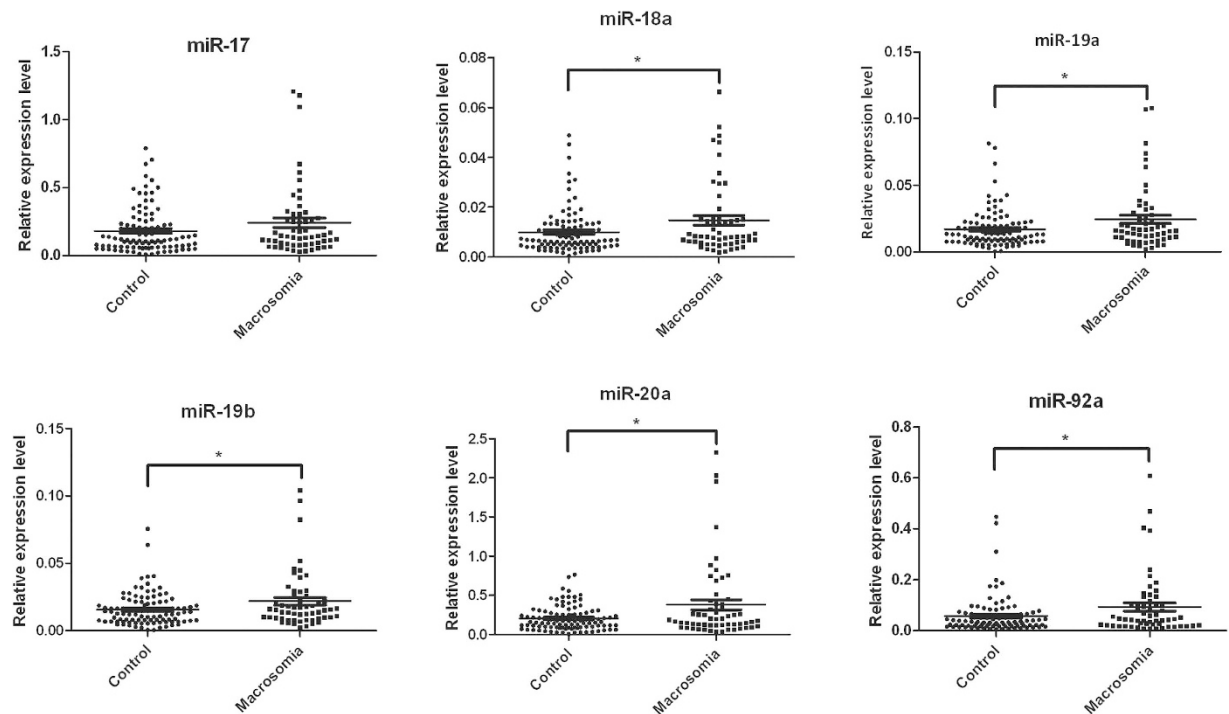 miR-17
Relative expression level
1.5
1.0
0.5
0.0
Control
Macrosomia
miR-18a
Relative expression level
0.08
0.06
0.04
0.02
0.00
*
Control
Macrosomia
miR-19a
Relative expression level
0.15
0.10
0.05
0.00
*
Control
Macrosomia
miR-19b
Relative expression level
0.15
0.10
0.05
0.00
*
Control
Macrosomia
miR-20a
Relative expression level
2.5
2.0
1.5
1.0
0.5
0.0
*
Control
Macrosomia
miR-92a
Relative expression level
0.8
0.6
0.4
0.2
0.0
*
Control
Macrosomia